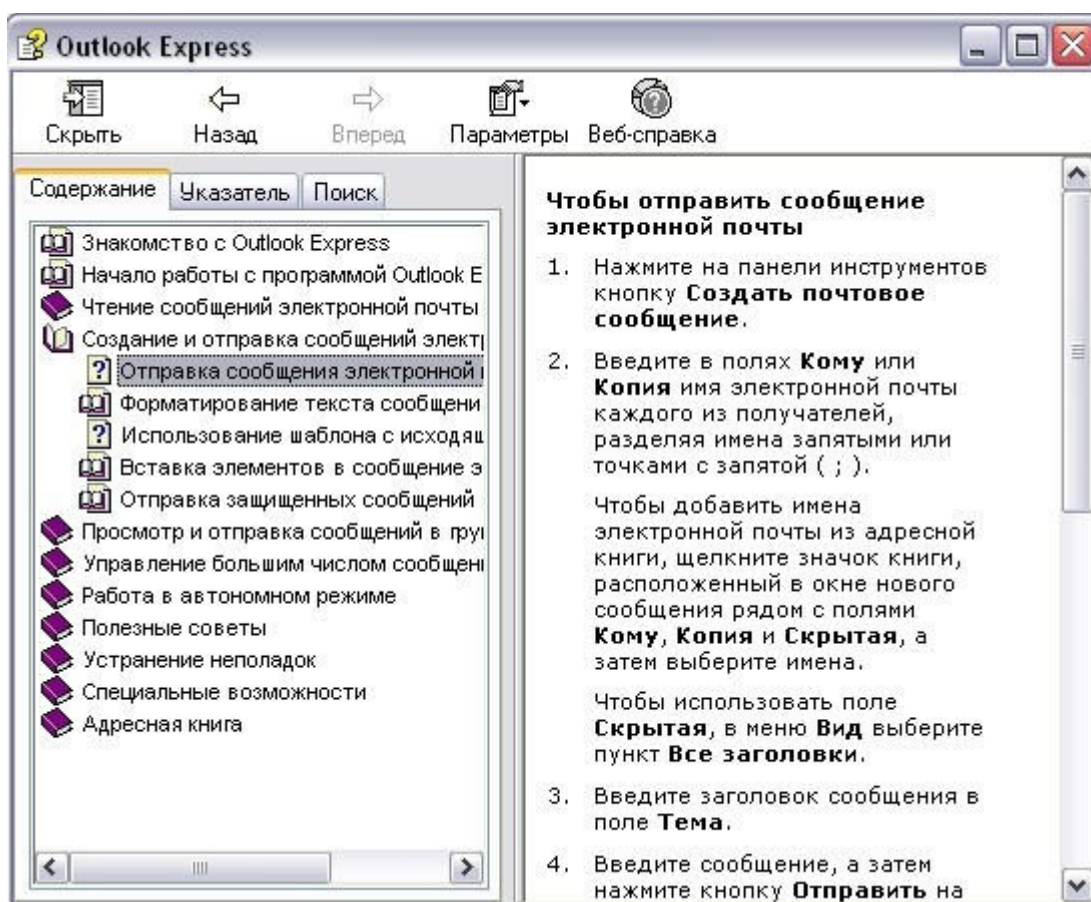 Outlook Express
Скрыть Назад Вперед Параметры Веб-справка
Содержание Указатель Поиск
Знакомство с Outlook Express
Начало работы с программой Outlook E
Чтение сообщений электронной почты
Создание и отправка сообщений элект
? Отправка сообщения электронной
Форматирование текста сообщени
? Использование шаблона с исходящ
Вставка элементов в сообщение э
Отправка защищенных сообщений
Просмотр и отправка сообщений в гру
Управление большим числом сообщен
Работа в автономном режиме
Полезные советы
Устранение неполадок
Специальные возможности
Адресная книга
Чтобы отправить сообщение
электронной почты
1. Нажмите на панели инструментов
кнопку Создать почтовое
сообщение.
2. Введите в полях Кому или
Копия имя электронной почты
каждого из получателей,
разделяя имена запятыми или
точками с запятой ( ; ).
Чтобы добавить имена
электронной почты из адресной
книги, щелкните значок книги,
расположенный в окне нового
сообщения рядом с полями
Кому, Копия и Скрытая, а
затем выберите имена.
Чтобы использовать поле
Скрытая, в меню Вид выберите
пункт Все заголовки.
3. Введите заголовок сообщения в
поле Тема.
4. Введите сообщение, а затем
нажмите кнопку Отправить на